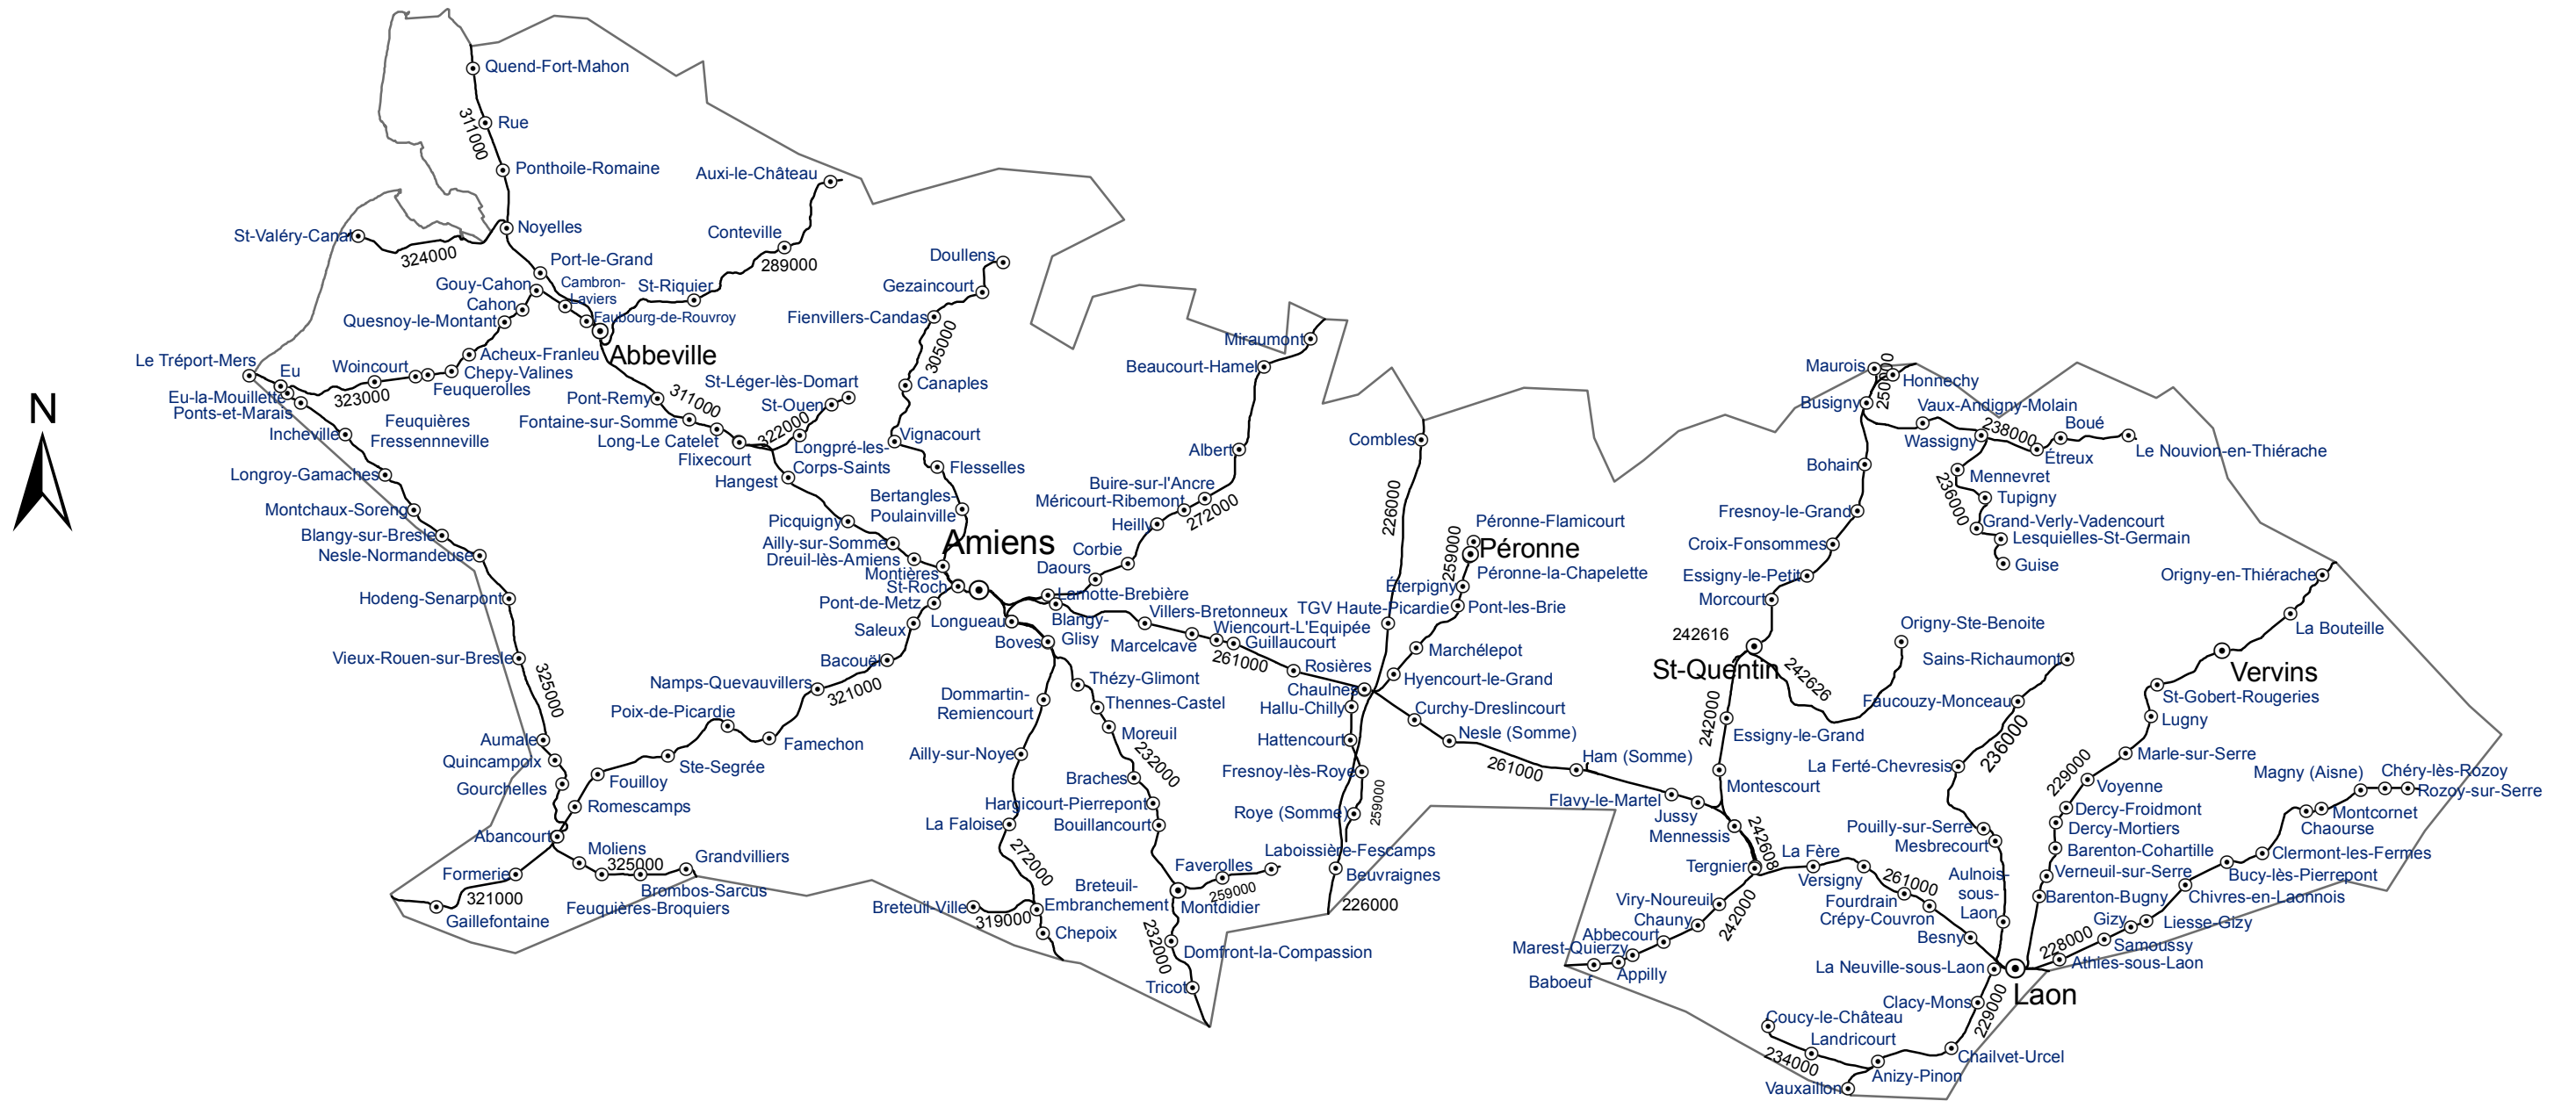 Quend-Fort-Mahon
311000
Rue
Ponthoile-Romaine
Auxi-le-Château
Noyelles
St-Valéry-Canal
324000
Conteville
289000
Port-le-Grand
Gouy-Cahon
Cambron-
Laviers
St-Riquier
Cahon
Faubourg-de-Rouvroy
Quesnoy-le-Montant
Abbeville
Acheux-Franleu
Le Tréport-Mers
Eu
Woincourt
Chepy-Valines
Feuquerolles
Eu-la-Mouillette
323000
Ponts-et-Marais
Feuquières
Fressennneville
Incheville
Longroy-Gamaches
Montchaux-Soreng
Blangy-sur-Bresle
Nesle-Normandeuse
Hodeng-Senarpont
Vieux-Rouen-sur-Bresle
325000
Aumale
Quincampoix
Gourchelles
Abancourt
Formerie
321000
Gaillefontaine
N
Doullens
Gezaincourt
Fienvillers-Candas
305000
Canaples
St-Léger-lès-Domart
St-Ouen
Pont-Remy
311000
322000
Fontaine-sur-Somme
Long-Le Catelet
Flixecourt
Longpré-les-
Corps-Saints
Hangest
Vignacourt
Flesselles
Bertangles-
Poulainville
Picquigny
Ailly-sur-Somme
Dreuil-lès-Amiens
Montières
St-Roch
Amiens
Pont-de-Metz
Saleux
Longueau
Bacouël
Namps-Quevauvillers
321000
Poix-de-Picardie
Famechon
Ste-Segrée
Fouilloy
Romescamps
Moliens
325000
Grandvilliers
Brombos-Sarcus
Feuquières-Broquiers
Miraumont
Beaucourt-Hamel
Albert
Buire-sur-l'Ancre
Méricourt-Ribemont
272000
Heilly
Corbie
Daours
Lamotte-Brebière
Blangy-
Glisy
Boves
Villers-Bretonneux
Marcelcave
Wiencourt-L'Equipée
Guillaucourt
261000
Rosières
Thézy-Glimont
Thennes-Castel
Moreuil
232000
Dommartin-
Remiencourt
Ailly-sur-Noye
Braches
Hargicourt-Pierrepont
Bouillancourt
La Faloise
272000
Breteuil-
Embranchement
Breteuil-Ville
319000
Chepoix
Faverolles
Laboissière-Fescamps
259000
Montdidier
232000
Domfront-la-Compassion
Tricot
Combles
226000
Péronne-Flamicourt
Péronne
259000
Péronne-la-Chapelette
Éterpigny
TGV Haute-Picardie
Pont-les-Brie
Marchélepot
Hyencourt-le-Grand
Chaulnes
Hallu-Chilly
Curchy-Dreslincourt
Hattencourt
Nesle (Somme)
Fresnoy-lès-Roye
259000
Roye (Somme)
Beuvraignes
226000
261000
Ham (Somme)
Flavy-le-Martel
Jussy
Mennessis
Maurois
250000
Honnechy
Busigny
Vaux-Andigny-Molain
238000
Boué
Wassigny
Étreux
Le Nouvion-en-Thiérache
Bohain
Mennevret
236000
Tupigny
Fresnoy-le-Grand
Grand-Verly-Vadencourt
Lesquielles-St-Germain
Croix-Fonsommes
Guise
Essigny-le-Petit
Morcourt
242616
St-Quentin
242626
Origny-Ste-Benoite
Sains-Richaumont
Faucouzy-Monceau
242000
Essigny-le-Grand
236000
La Ferté-Chevresis
Montescourt
242608
Pouilly-sur-Serre
Mesbrecourt
Tergnier
La Fère
Versigny
261000
Fourdrain
Crépy-Couvron
Aulnois-
sous-
Laon
Besny
Viry-Noureuil
Chauny
242000
Abbecourt
Marest-Quierzy
Appilly
Baboeuf
La Neuville-sous-Laon
Laon
Clacy-Mons
229000
Coucy-le-Château
Landricourt
234000
Chailvet-Urcel
Anizy-Pinon
Vauxaillon
Origny-en-Thiérache
La Bouteille
Vervins
St-Gobert-Rougeries
Lugny
Marle-sur-Serre
229000
Voyenne
Dercy-Froidmont
Dercy-Mortiers
Barenton-Cohartille
Verneuil-sur-Serre
Barenton-Bugny
Magny (Aisne)
Chéry-lès-Rozoy
Rozoy-sur-Serre
Montcornet
Chaourse
Clermont-les-Fermes
Bucy-lès-Pierrepont
Chivres-en-Laonnois
Liesse-Gizy
Gizy
228000
Samoussy
Athies-sous-Laon